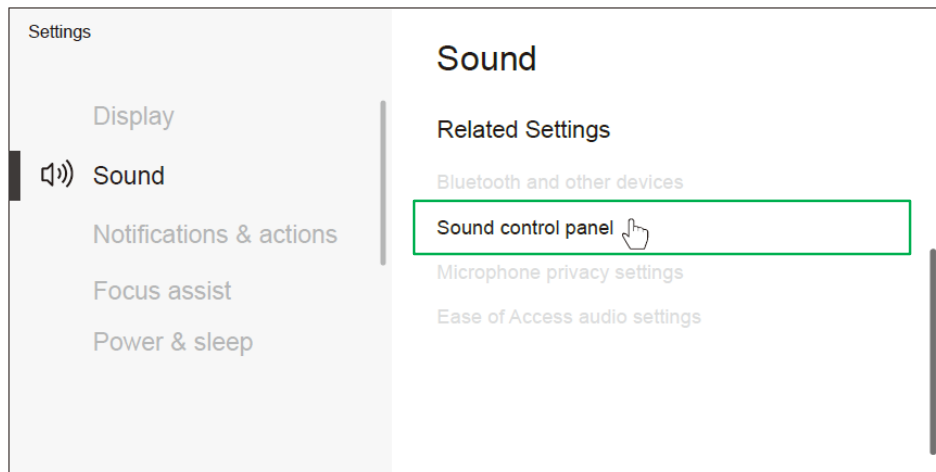 Settings
Display
Sound
Notifications & actions
Focus assist
Power & sleep
Sound
Related Settings
Bluetooth and other devices
Sound control panel
Microphone privacy settings
Ease of Access audio settings